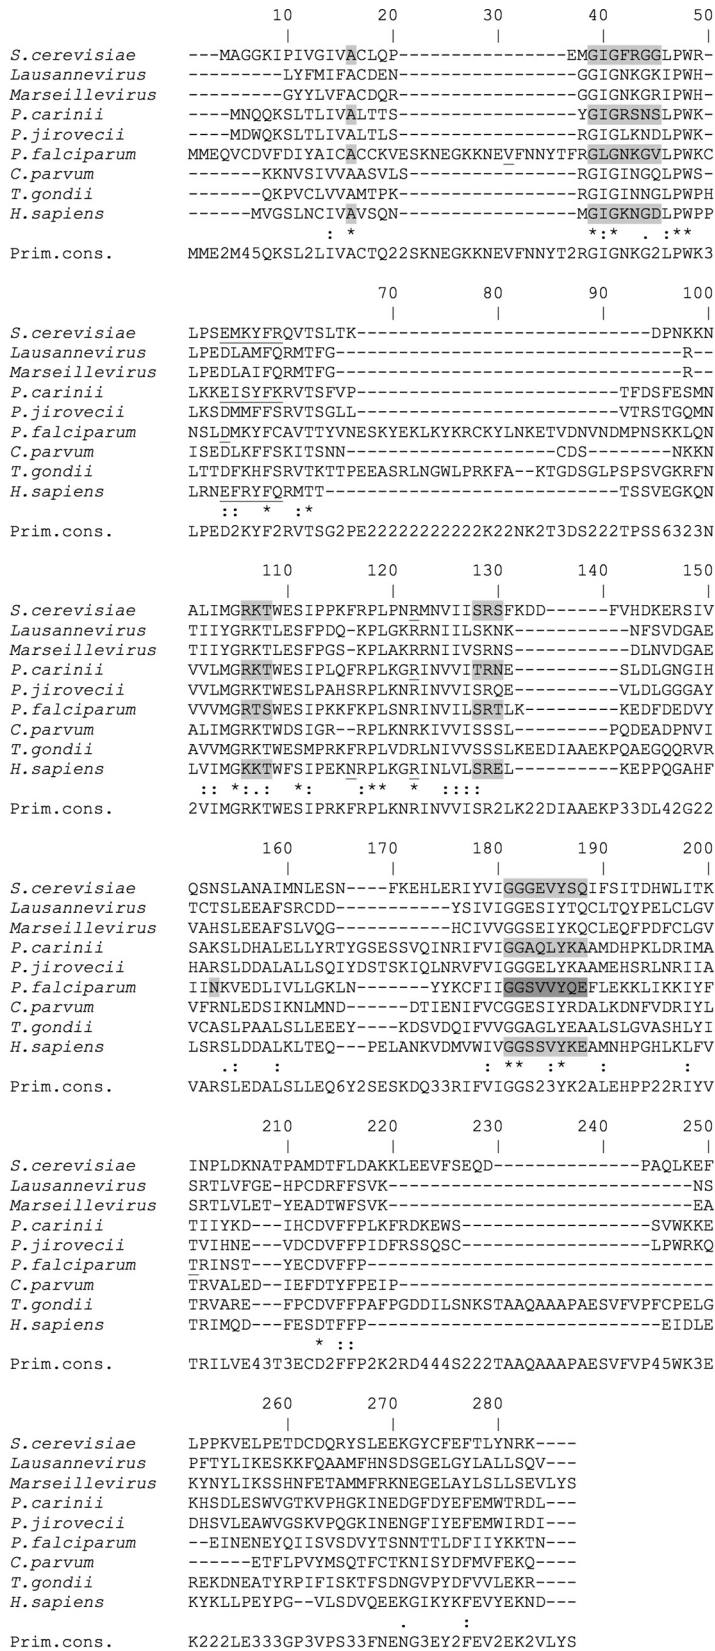 10 20 30 40 50
| | | | |
S.cerevisiae ---MAGGKIPIVGIVACLQP----------------EMGIGFRGGLPWR-
Lausannevirus ---------LYFMIFACDEN-----------------GGIGNKGKIPWH-
Marseillevirus ---------GYYLVFACDQR-----------------GGIGNKGRIPWH-
P.carinii ----MNQQKSLTLIVALTTS-----------------YGIGRSNSLPWK-
P.jirovecii ----MDWQKSLTLIVALTLS-----------------RGIGLKNDLPWK-
P.falciparum MMEQVCDVFDIYAICACCKVESKNEGKKNEVFNNYTFRGLGNKGVLPWKC
C.parvum -------KKNVSIVVAASVLS----------------RGIGINGQLPWS-
T.gondii -------QKPVCLVVAMTPK-----------------RGIGINNGLPWPH
H.sapiens ------MVGSLNCIVAVSQN-----------------MGIGKNGDLPWPP
: * *:* . :**
Prim.cons. MME2M45QKSL2LIVACTQ22SKNEGKKNEVFNNYT2RGIGNKG2LPWK3
70 80 90 100
| | | |
S.cerevisiae LPSEMKYFRQVTSLTK----------------------------DPNKKN
Lausannevirus LPEDLAMFQRMTFG---------------------------------R--
Marseillevirus LPEDLAIFQRMTFG---------------------------------R--
P.carinii LKKEISYFKRVTSFVP-------------------------TFDSFESMN
P.jirovecii LKSDMMFFSRVTSGLL-------------------------VTRSTGQMN
P.falciparum NSLDMKYFCAVTTYVNESKYEKLKYKRCKYLNKETVDNVNDMPNSKKLQN
C.parvum ISEDLKFFSKITSNN--------------------CDS--------NKKN
T.gondii LTTDFKHFSRVTKTTPEEASRLNGWLPRKFA--KTGDSGLPSPSVGKRFN
H.sapiens LRNEFRYFQRMTT----------------------------TSSVEGKQN
:: * :*
Prim.cons. LPED2KYF2RVTSG2PE22222222222K22NK2T3DS222TPSS6323N
110 120 130 140 150
| | | | |
S.cerevisiae ALIMGRKTWESIPPKFRPLPNRMNVIISRSFKDD-------FVHDKERSIV
Lausannevirus TIIYGRKTLESFPDQ-KPLGKRRNIILSKNK----------NFSVDGAE
Marseillevirus TIIYGRKTLESFPGS-KPLAKRRNIIVSRNS----------DLNVDGAE
P.carinii VVLMGRKTWESIPLQFRPLKGRINVVITRNE----------SLDLGNGIH
P.jirovecii VVLMGRKTWESLPAHSRPLKNRINVVISRQE----------VLDLGGGAY
P.falciparum VVVMGRTSWESIPKKFKPLSNRINVILSRTLK---------KEDFDEDVY
C.parvum ALIMGRKTWDSIGR--RPLKNRKIVVISSSL---------PQDEADPNVI
T.gondii AVVMGRKTWESMPRKFRPLVDRLNIVVSSSLKEEDIAAEKPQAEGQQRVR
H.sapiens LVIMGKKTWFSIPEKNRPLKGRINLVLSREL----------KEPPQGAHF
:: *:.: *: :** * ::::
Prim.cons. 2VIMGRKTWESIPRKFRPLKNRINVVISR2LK22DIAAEKP33DL42G22
160 170 180 190 200
| | | | |
S.cerevisiae QSNSLANAIMNLESN----FKEHLERIYVIGGGEVYSQIFSITDHWLITK
Lausannevirus TCTSLEEAFSRCDD--------YSIVIGGESIYTQCLTQYPELCLGV
Marseillevirus VAHSLEEAFSLVQG--------HCIVVGGSEIYKQCLEQFPDFCLGV
P.carinii SAKSLDHALELLYRTYGSESSVQINRIFVIGGAQLYKAAMDHPKLDRIMA
P.jirovecii HARSLDDALALLSQIYDSTSKIQLNRVFVIGGGELYKAAMEHSRLNRIIA
P.falciparum IINKVEDLIVLLGKLN----YYKCFIIGGSVVYQEFLEKKLIKKIYF
C.parvum VFRNLEDSIKNLMND-----DTIENIFVCGGESIYRDALKDNFVDRIYL
T.gondii VCASLPAALSLLEEEY----KDSVDQIFVVGGAGLYEAALSLGVASHLYI
H.sapiens LSRSLDDALKLTEQ---PELANKVDMVWIVGGSSVYKEAMNHPGHLKLFV
.: : : ** :* : :
Prim.cons. VARSLEDALSLLEQ6Y2SESKDQ33RIFVIGGS23YK2ALEHPP22RIYV
210 220 230 240 250
| | | | |
S.cerevisiae INPLDKNATPAMDTFLDAKKLEEVFSEQD--------------PAQLKEF
Lausannevirus SRTLVFGE-HPCDRFFSVK-----------------------------NS
Marseillevirus SRTLVLET-YEADTWFSVK-----------------------------EA
P.carinii TIIYKD---IHCDVFFPLKFRDKEWS------------------SVWKKE
P.jirovecii TVIHNE---VDCDVFFPIDFRSSQSC------------------LPWRKQ
P.falciparum TRINST---YECDVFFP---------------------------------
C.parvum TRVALED--IEFDTYFPEIP------------------------------
T.gondii TRVARE---FPCDVFFPAFPGDDILSNKSTAAQAAAPAESVFVPFCPELG
H.sapiens TRIMQD---FESDTFFP----------------------------EIDLE
* ::
Prim.cons. TRILVE43T3ECD2FFP2K2RD444S222TAAQAAAPAESVFVP45WK3E
260 270 280
| | |
S.cerevisiae LPPKVELPETDCDQRYSLEEKGYCFEFTLYNRK----
Lausannevirus PFTYLIKESKKFQAAMFHNSDSGELGYLALLSQV---
Marseillevirus KYNYLIKSSHNFETAMMFRKNEGELAYLSLLSEVLYS
P.carinii KHSDLESWVGTKVPHGKINEDGFDYEFEMWTRDL---
P.jirovecii DHSVLEAWVGSKVPQGKINENGFIYEFEMWIRDI---
P.falciparum --EINENEYQIISVSDVYTSNNTTLDFIIYKKTN---
C.parvum ------ETFLPVYMSQTFCTKNISYDFMVFEKQ----
T.gondii REKDNEATYRPIFISKTFSDNGVPYDFVVLEKR----
H.sapiens KYKLLPEYPG--VLSDVQEEKGIKYKFEVYEKND---
. :
Prim.cons. K222LE333GP3VPS33FNENG3EY2FEV2EK2VLYS